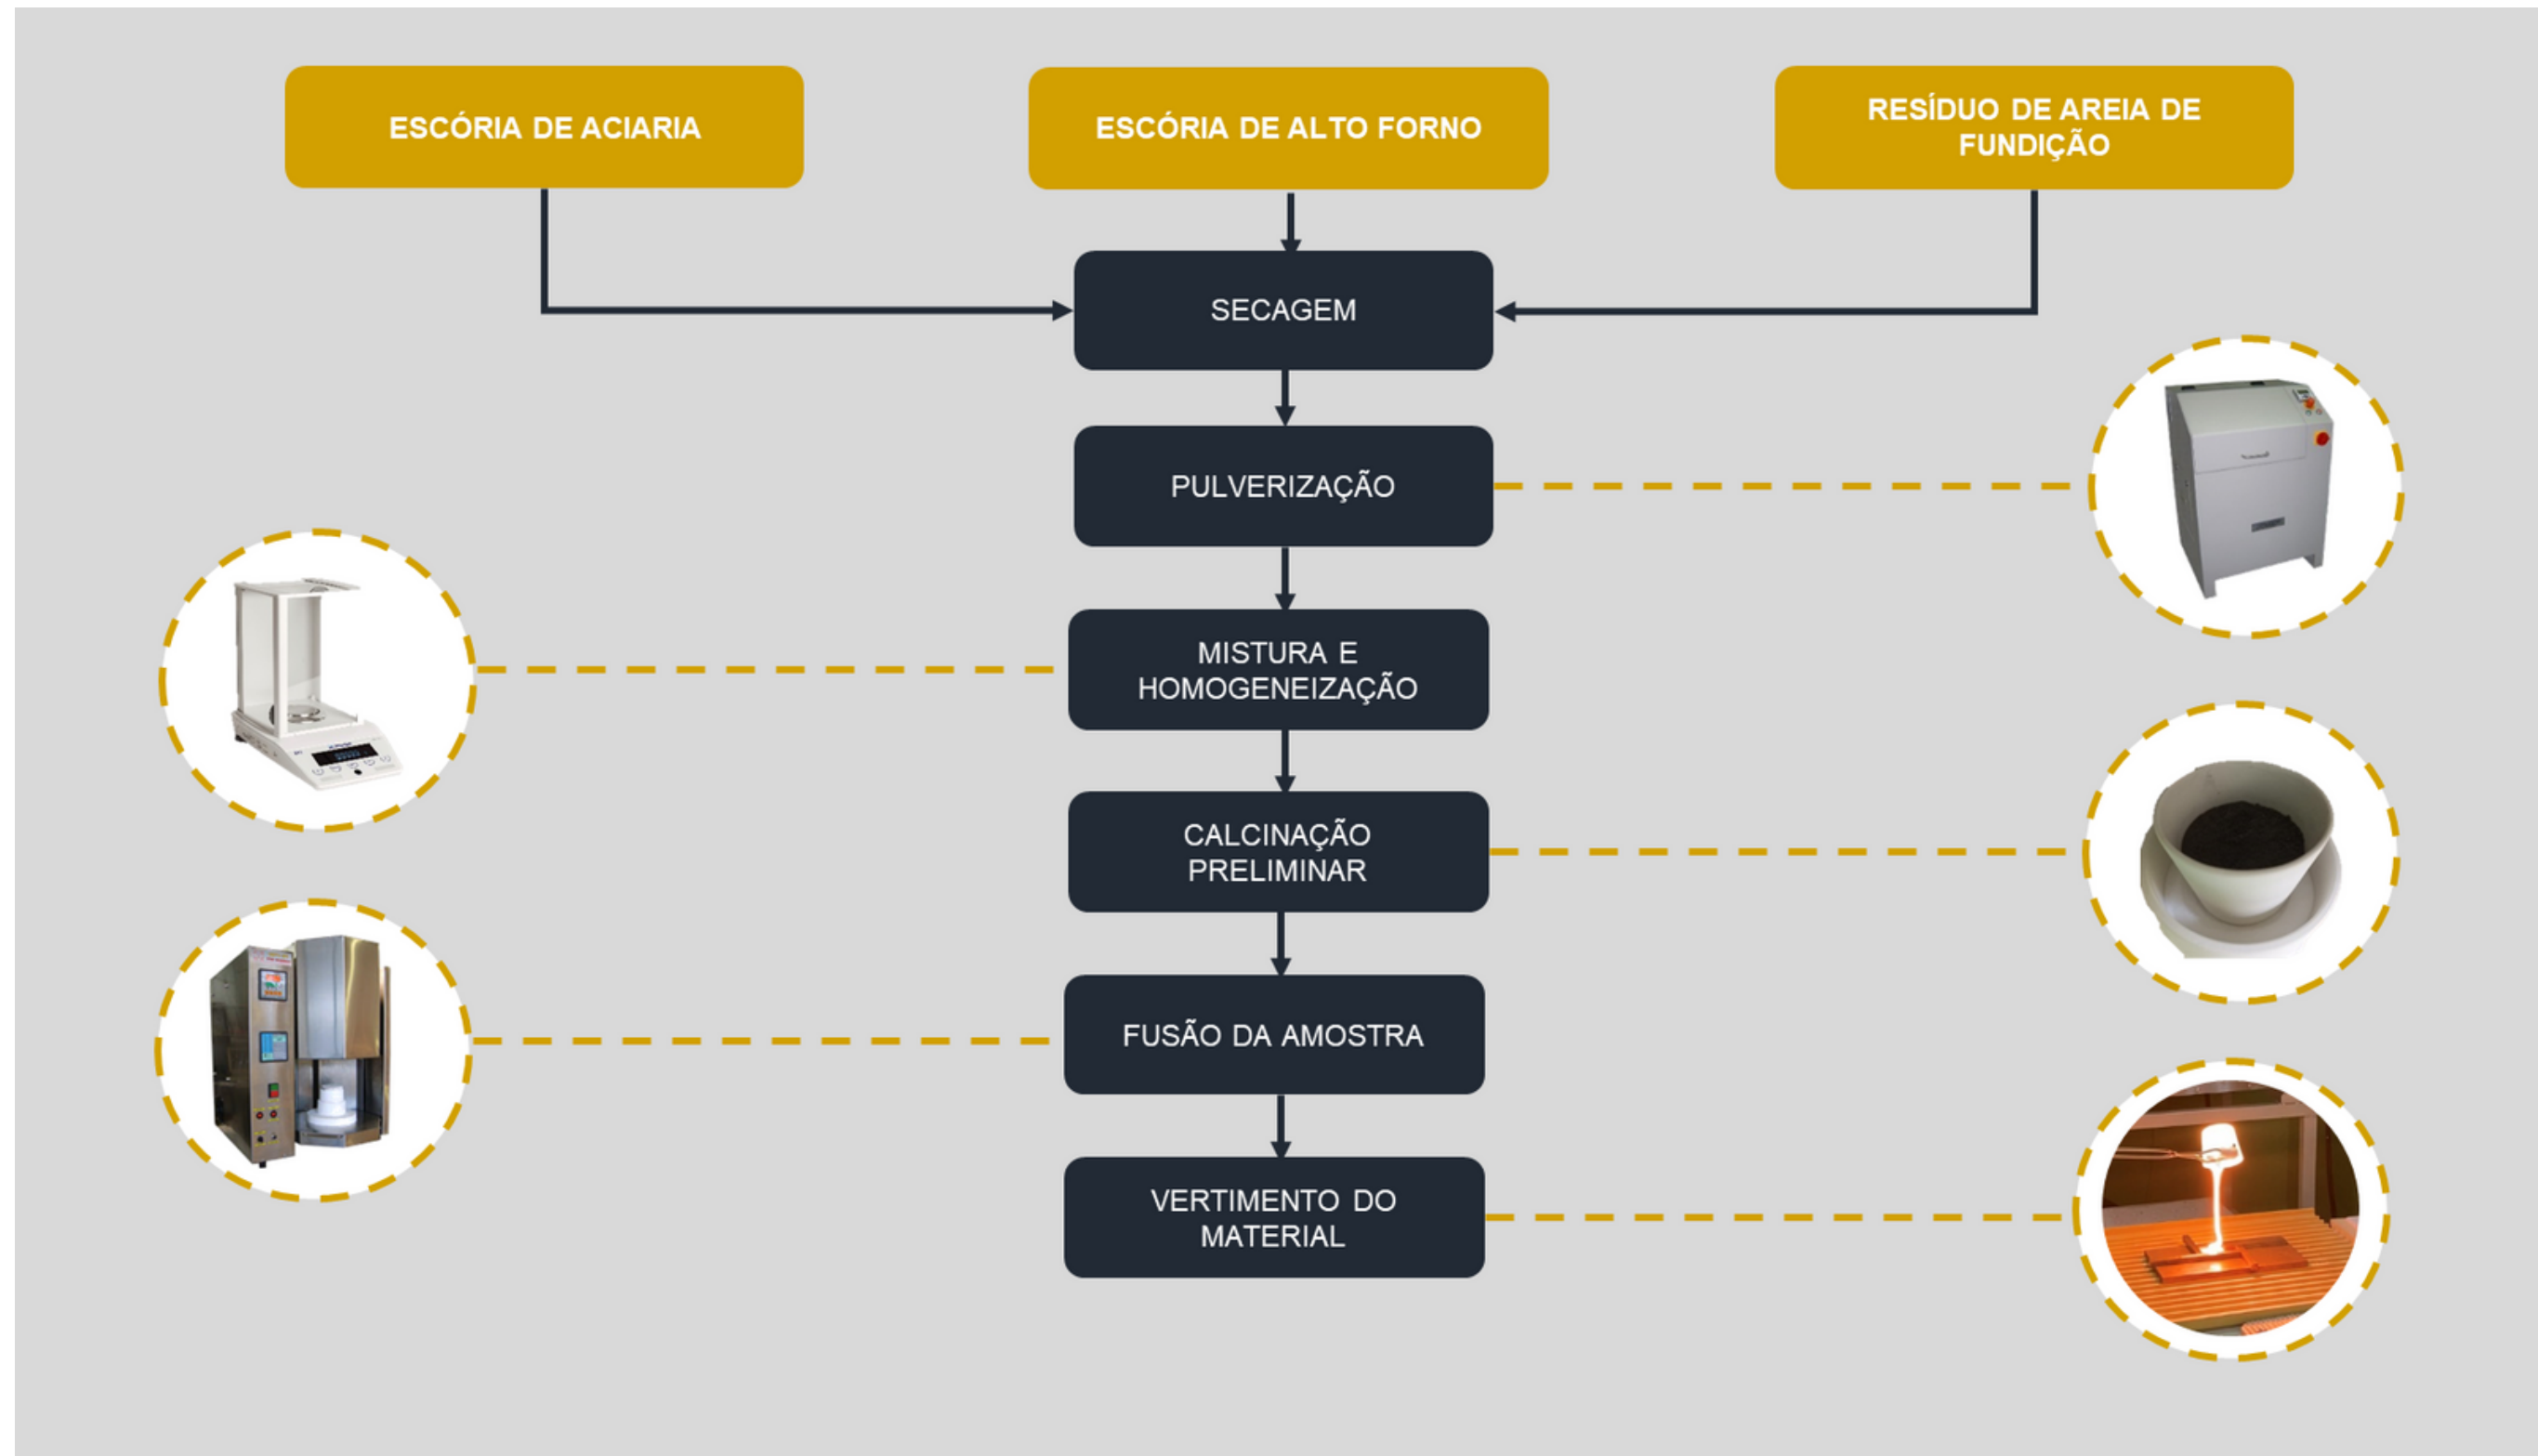 ESCÓRIA DE ACIARIA
ESCÓRIA DE ALTO FORNO
RESÍDUO DE AREIA DE
FUNDIÇÃO
SECAGEM
PULVERIZAÇÃO
MISTURA E
HOMOGENEIZAÇÃO
CALCINAÇÃO
PRELIMINAR
FUSÃO DA AMOSTRA
VERTIMENTO DO
MATERIAL